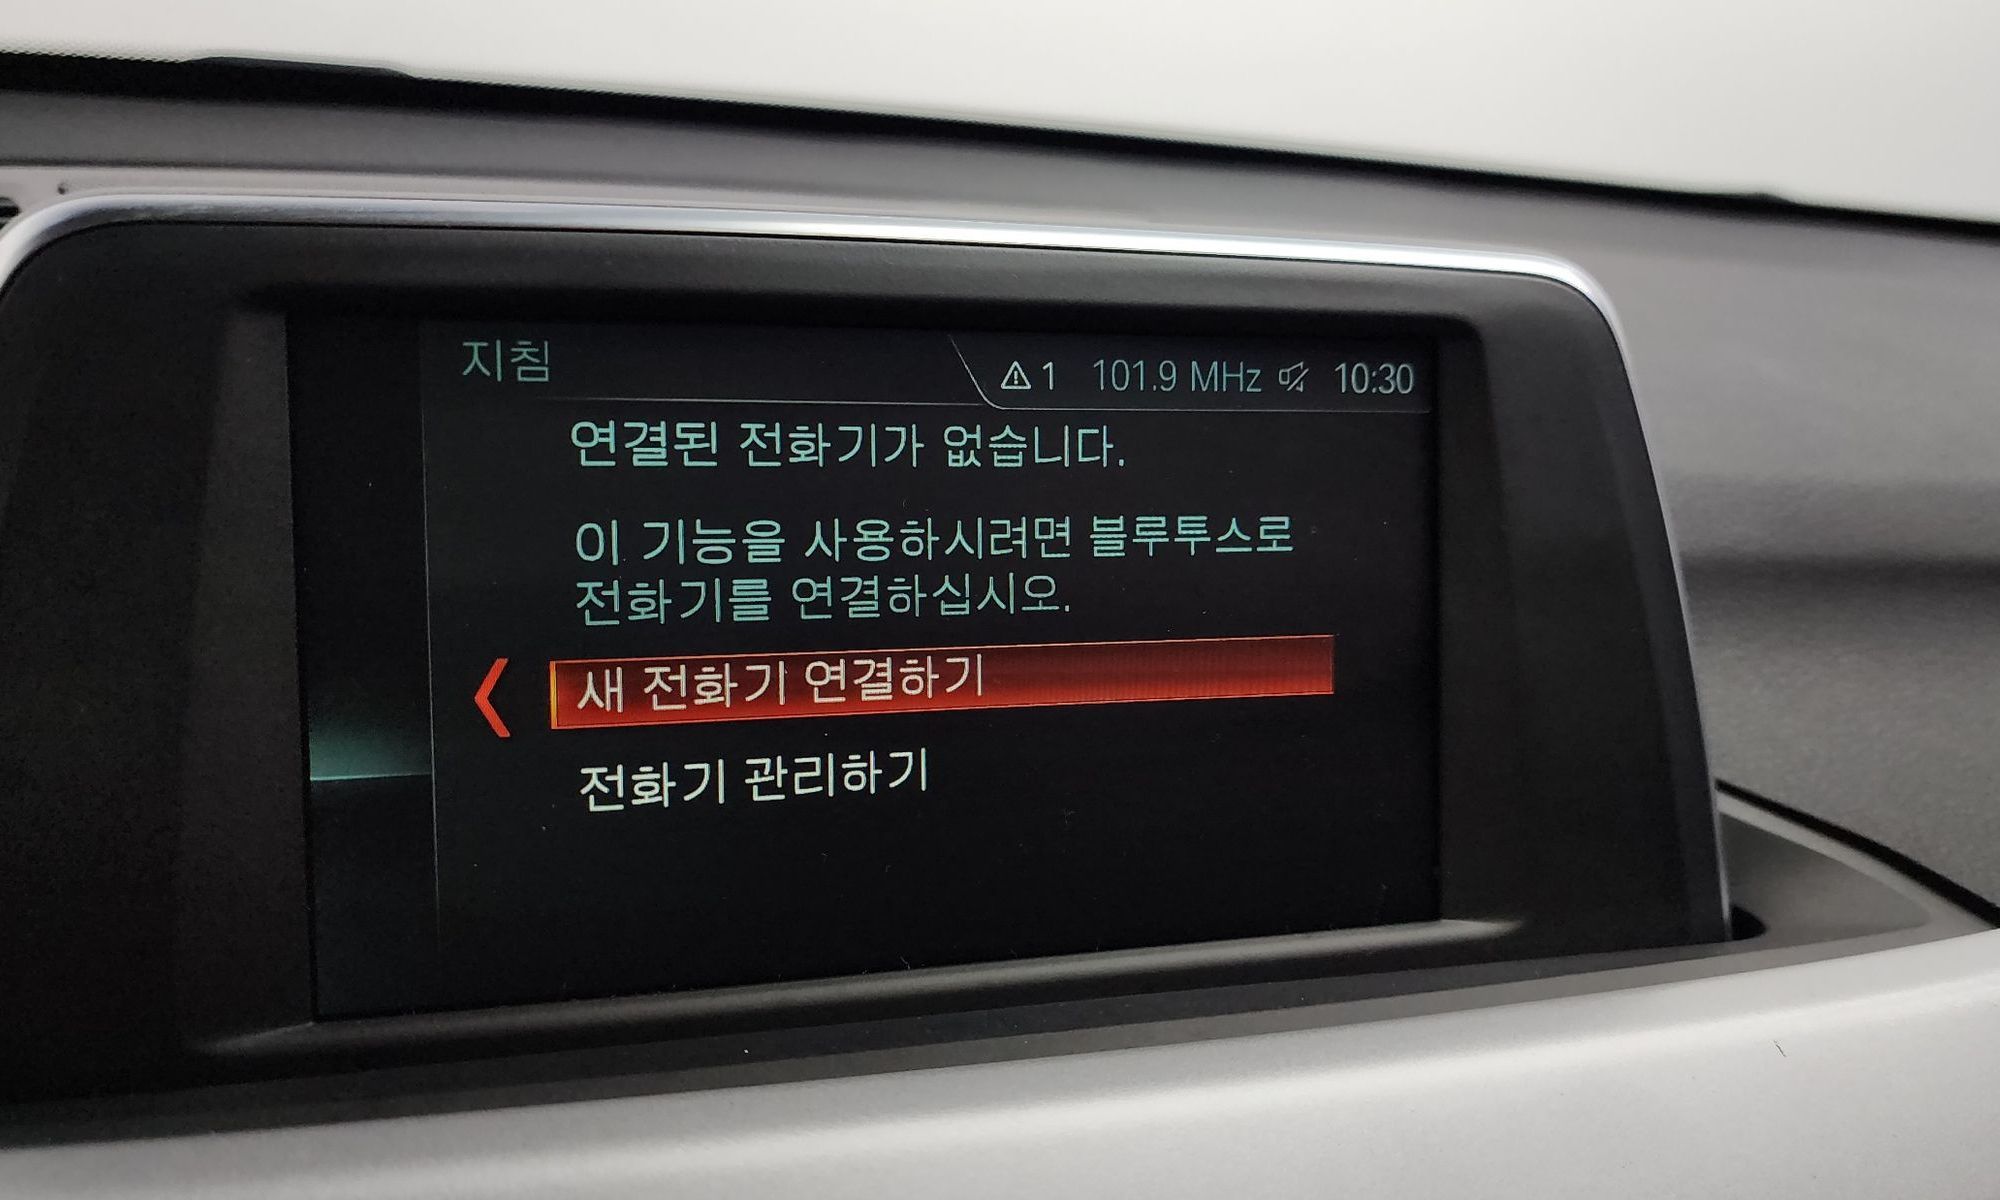 지침
1 101.9 MHz 10:30
연결된 전화기가 없습니다.
이 기능을 사용하시려면 블루투스로
전화기를 연결하십시오.
새 전화기 연결하기
전화기 관리하기